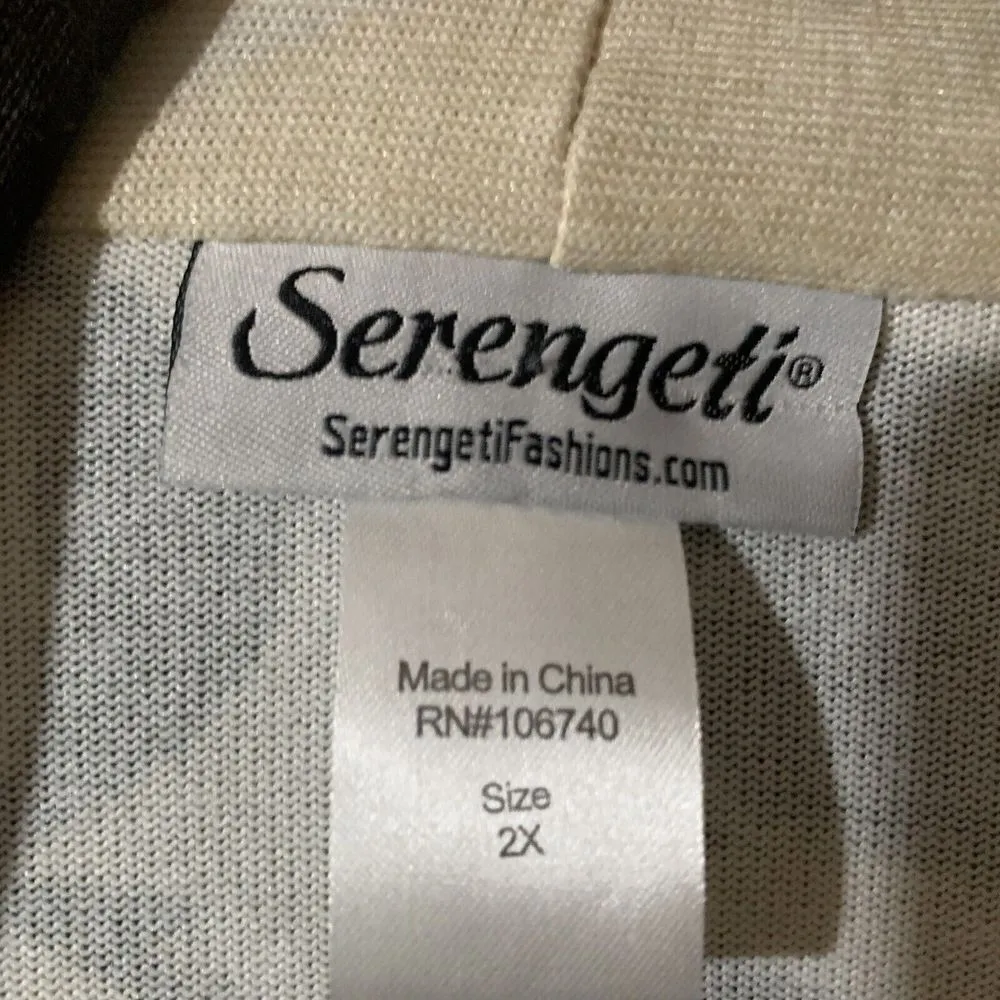 Serengeti®
SerengetiFashions.com
Made in China
RN#106740
Size
2X